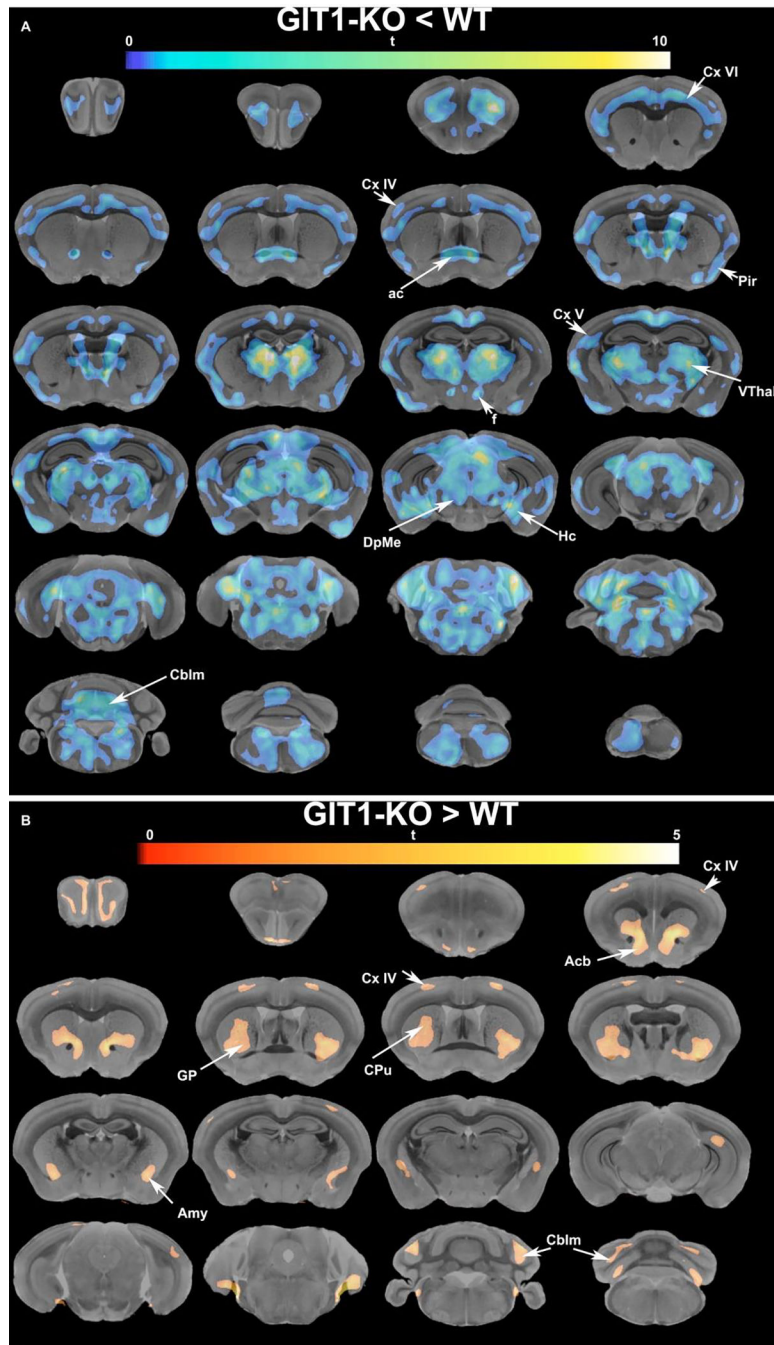 A
GIT1-KO < WT
0 t 10
Cx VI
Cx IV
ac
Pir
Cx V
VThal
f
DpMe
Hc
Cblm
B
GIT1-KO > WT
0 t 5
Cx IV
Acb
Cx IV
GP
CPu
Amy
Cblm